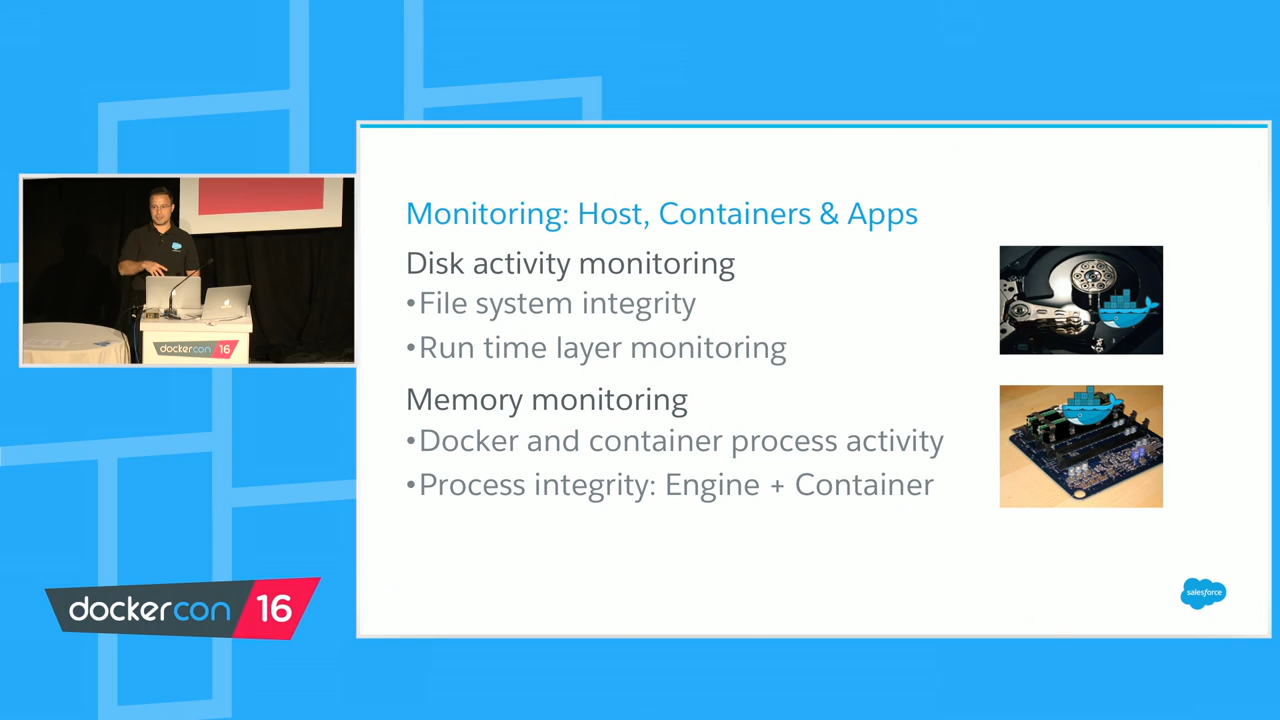 Monitoring: Host, Containers & Apps
Disk activity monitoring
•File system integrity
•Run time layer monitoring
Memory monitoring
•Docker and container process activity
•Process integrity: Engine + Container
salesforce
dockercon 16
dockercon 16